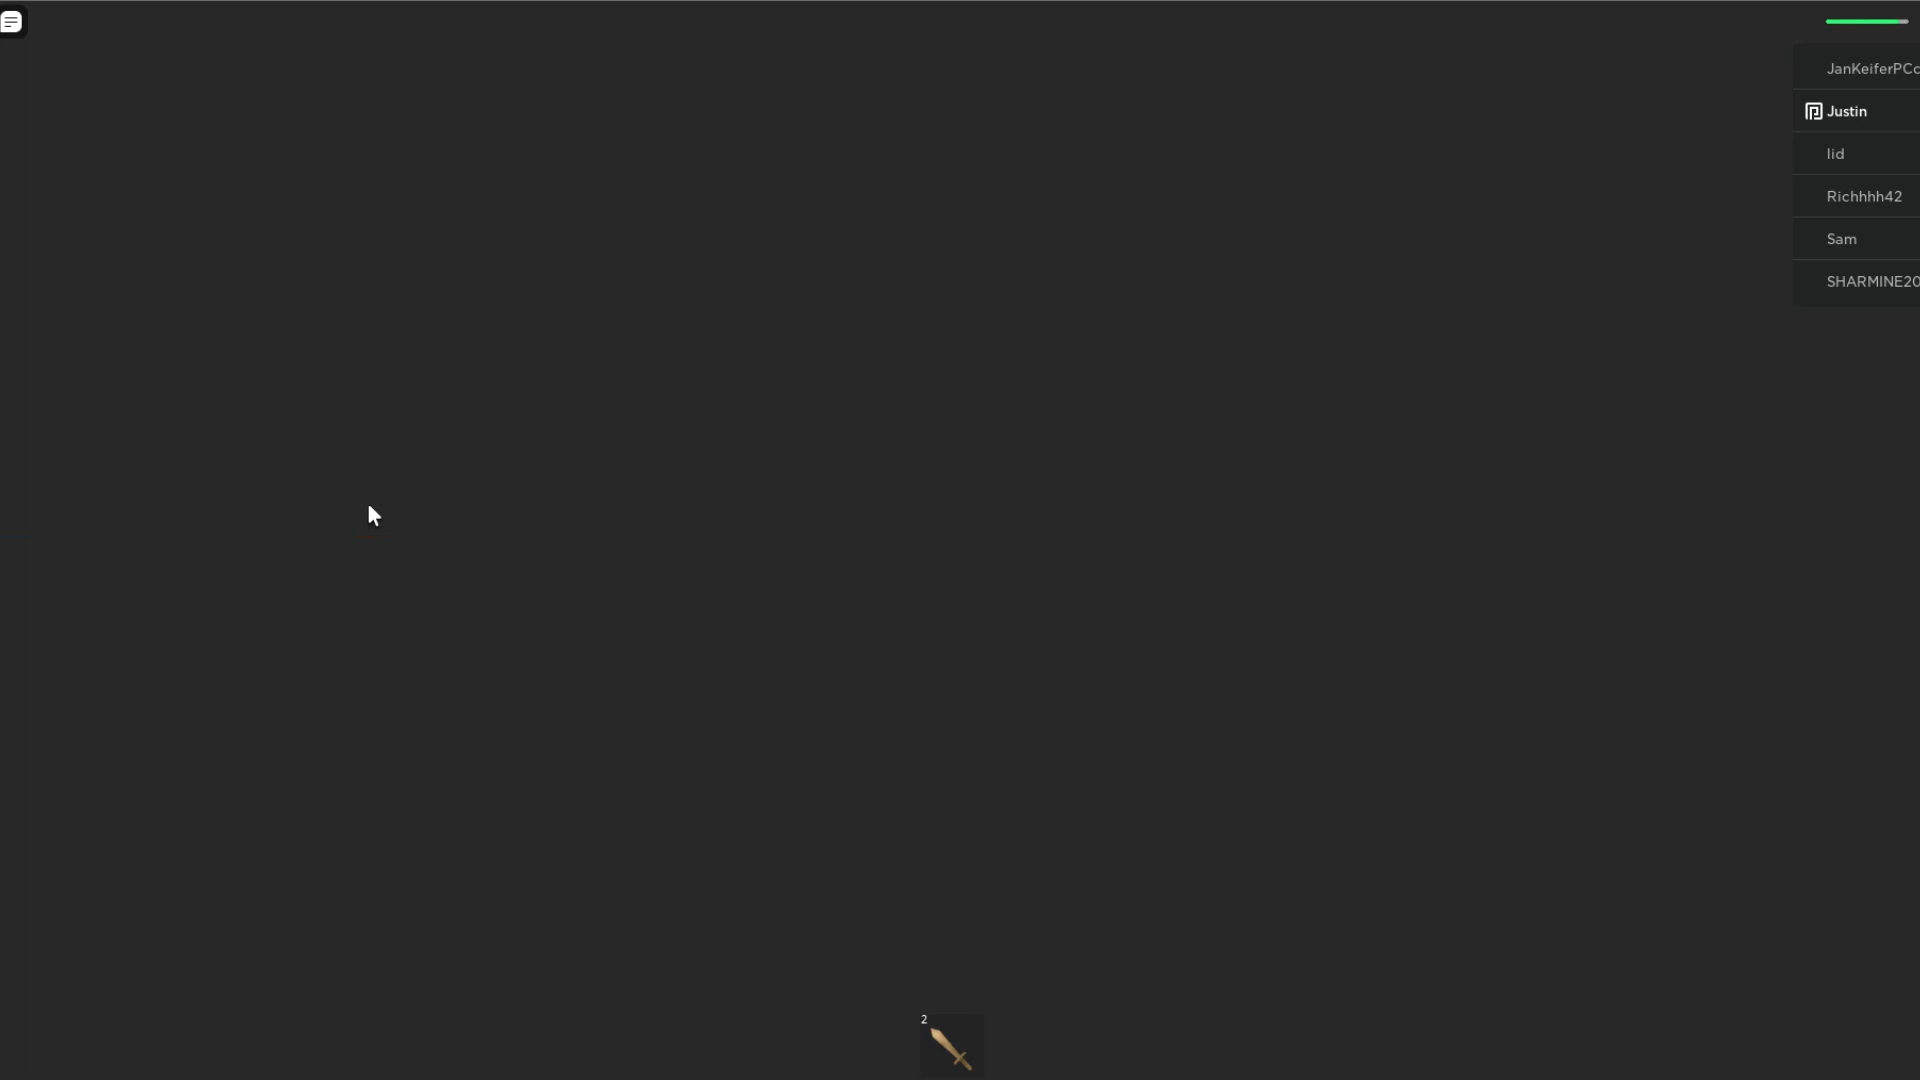 JanKeiferPCc
Justin
lid
Richhhh42
Sam
SHARMINE20
2